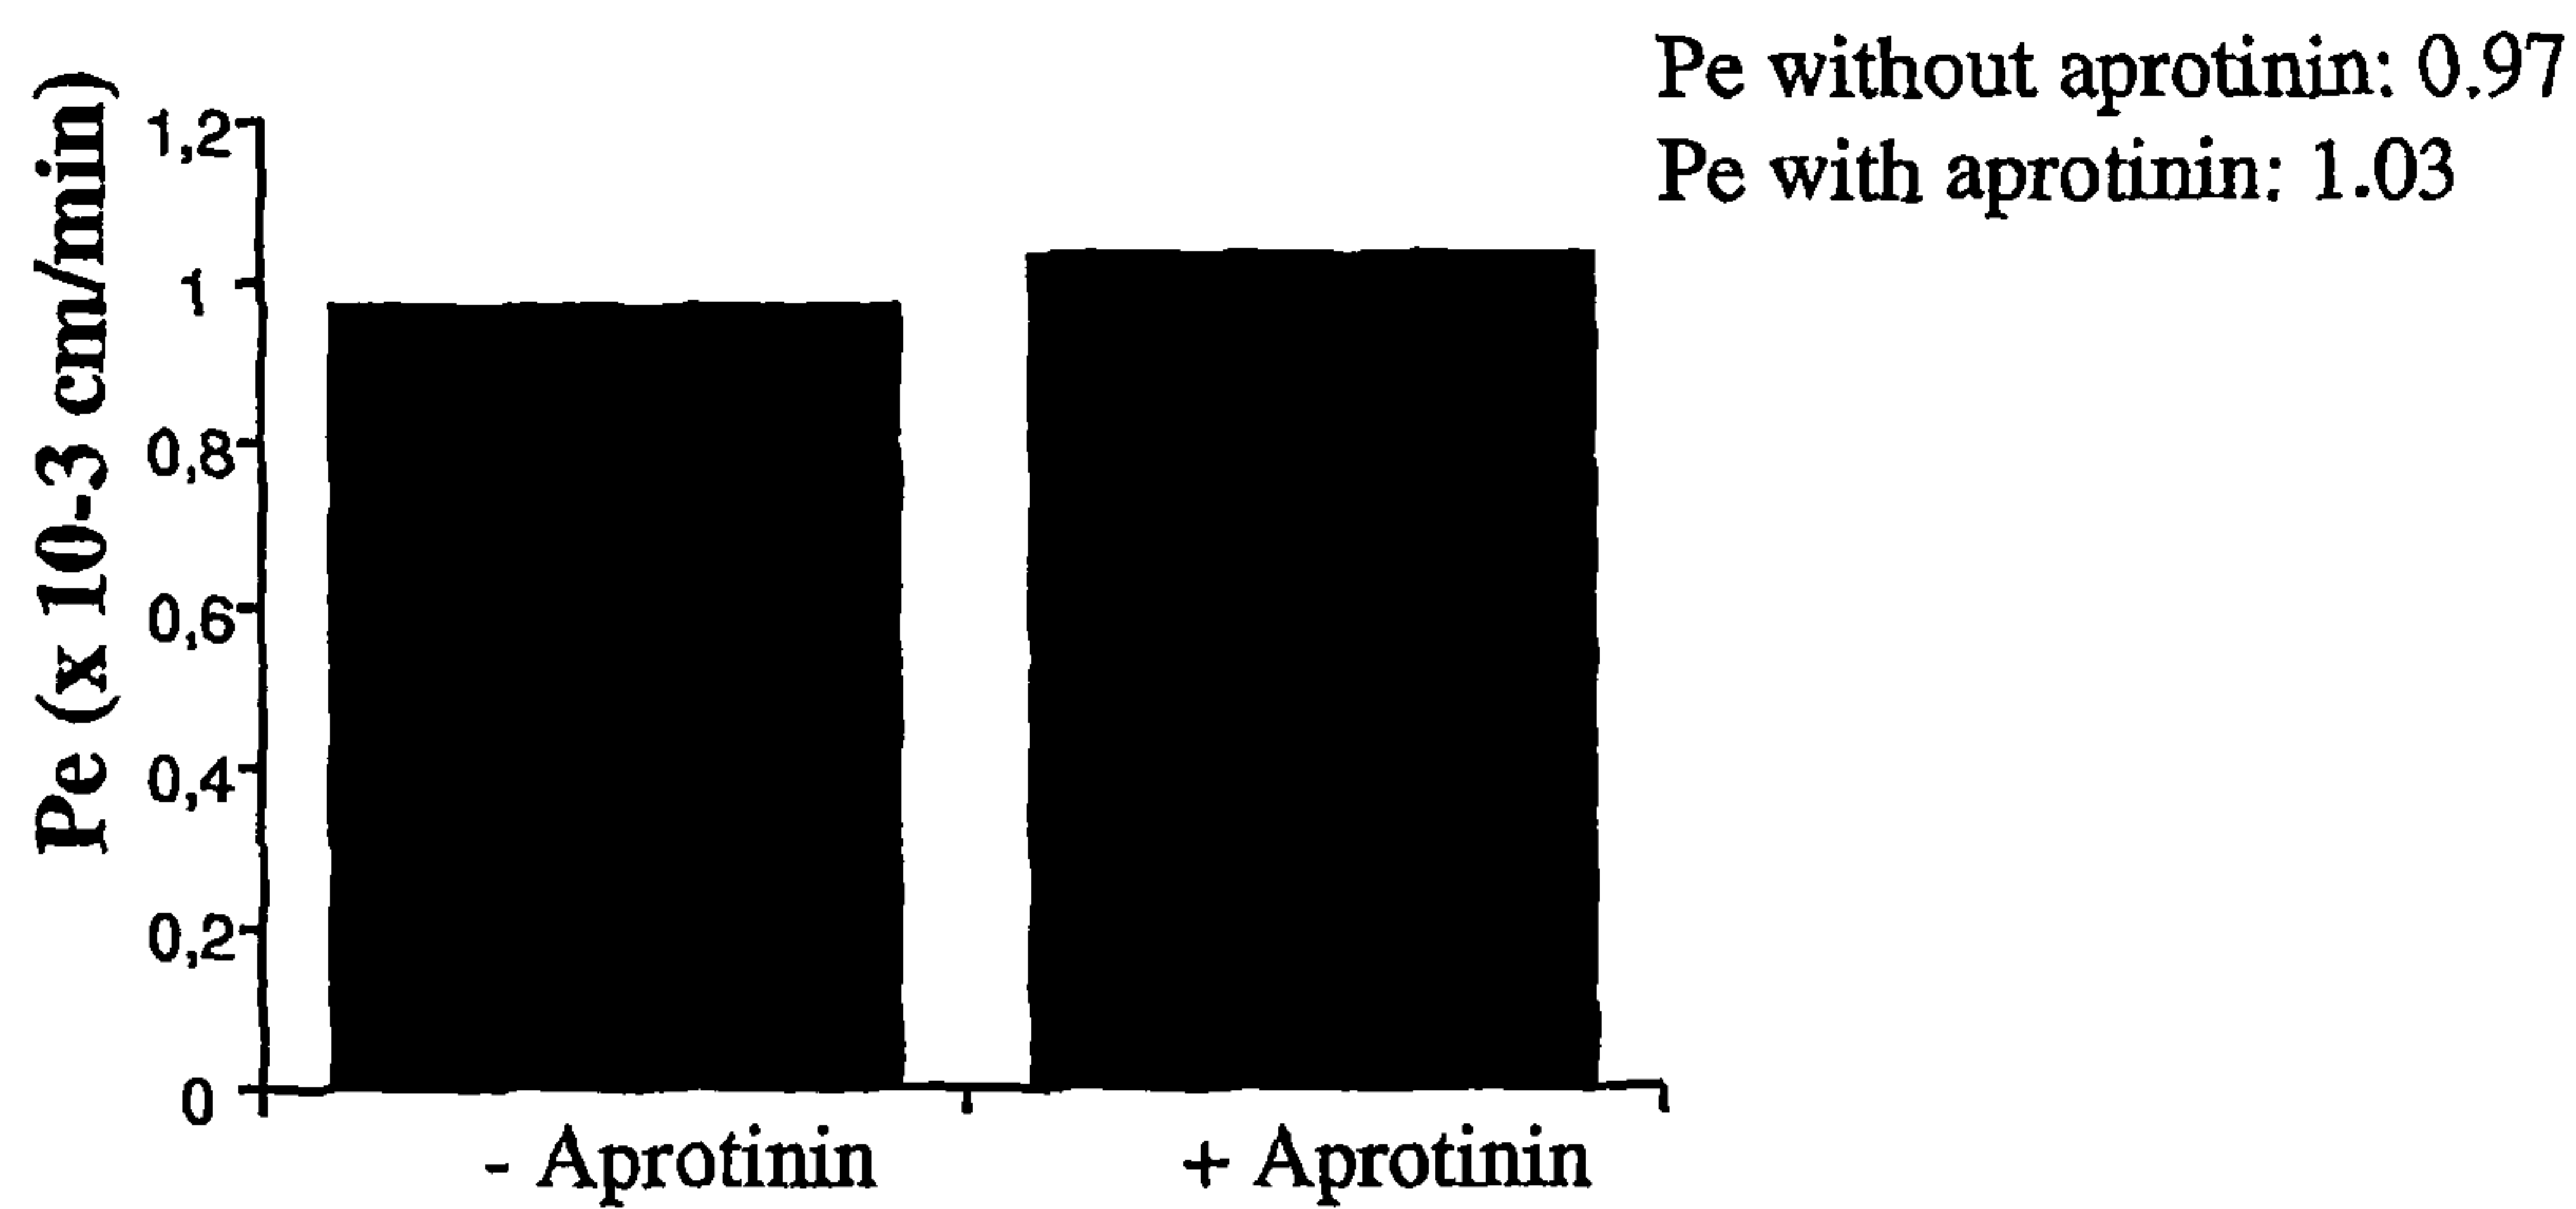 Pe without aprotinin: 0.97
Pe with aprotinin: 1.03
Pe (x 10-3 cm/min)
1,2
1
0,8
0,6
0,4
0,2
0
- Aprotinin
+ Aprotinin